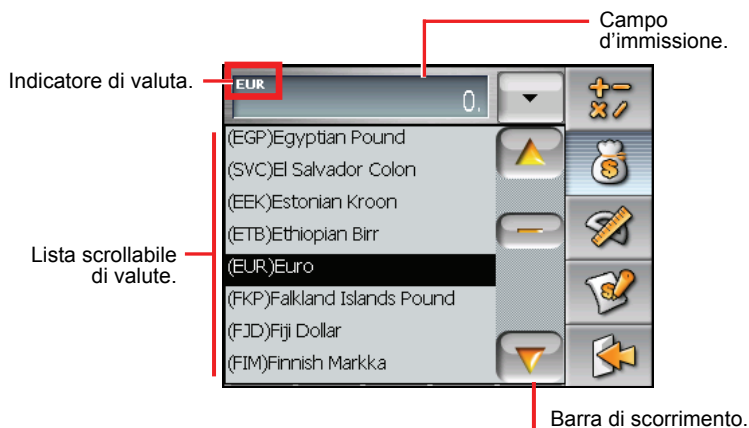 Campo
d'immissione.
Indicatore di valuta.
EUR
0.
(EGP)Egyptian Pound
(SVC)El Salvador Colon
(EEK)Estonian Kroon
(ETB)Ethiopian Birr
(EUR)Euro
(FKP)Falkland Islands Pound
(FJD)Fiji Dollar
(FIM)Finnish Markka
Lista scrollabile
di valute.
Barra di scorrimento.